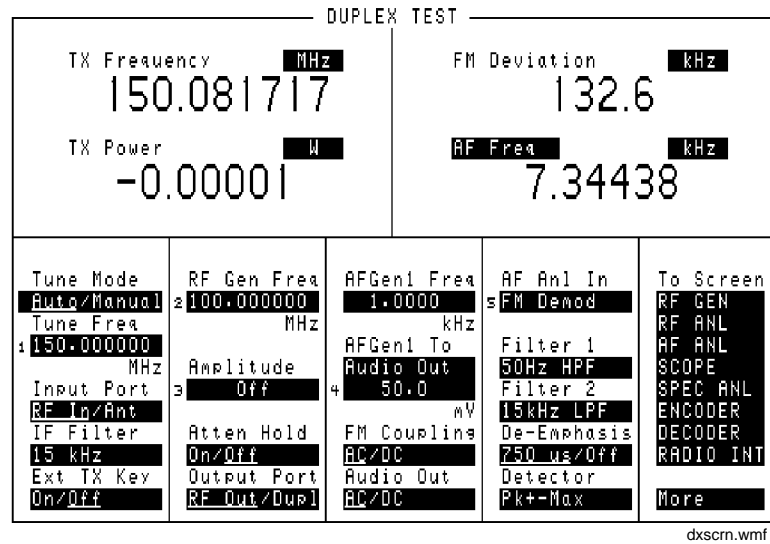 DUPLEX TEST
TX Frequency MHz
150.081717
TX Power W
-0.00001
FM Deviation kHz
132.6
AF Freq kHz
7.34438
Tune Mode
Auto/Manual
Tune Freq
1 150.000000
MHz
Input Port
RF In/Ant
IF Filter
15 kHz
Ext TX Key
On/Off
RF Gen Freq
2 100.000000
MHz
Amplitude
3 Off
Atten Hold
On/Off
Output Port
RF Out/Dupl
AFGen1 Freq
1.0000
kHz
AFGen1 To
Audio Out
4 50.0
mV
FM Coupling
AC/DC
Audio Out
AC/DC
AF Anl In
5 FM Demod
Filter 1
50Hz HPF
Filter 2
15kHz LPF
De-Emphasis
750 us/Off
Detector
Pk+-Max
To Screen
RF GEN
RF ANL
AF ANL
SCOPE
SPEC ANL
ENCODER
DECODER
RADIO INT
More
dxscrn.wmf